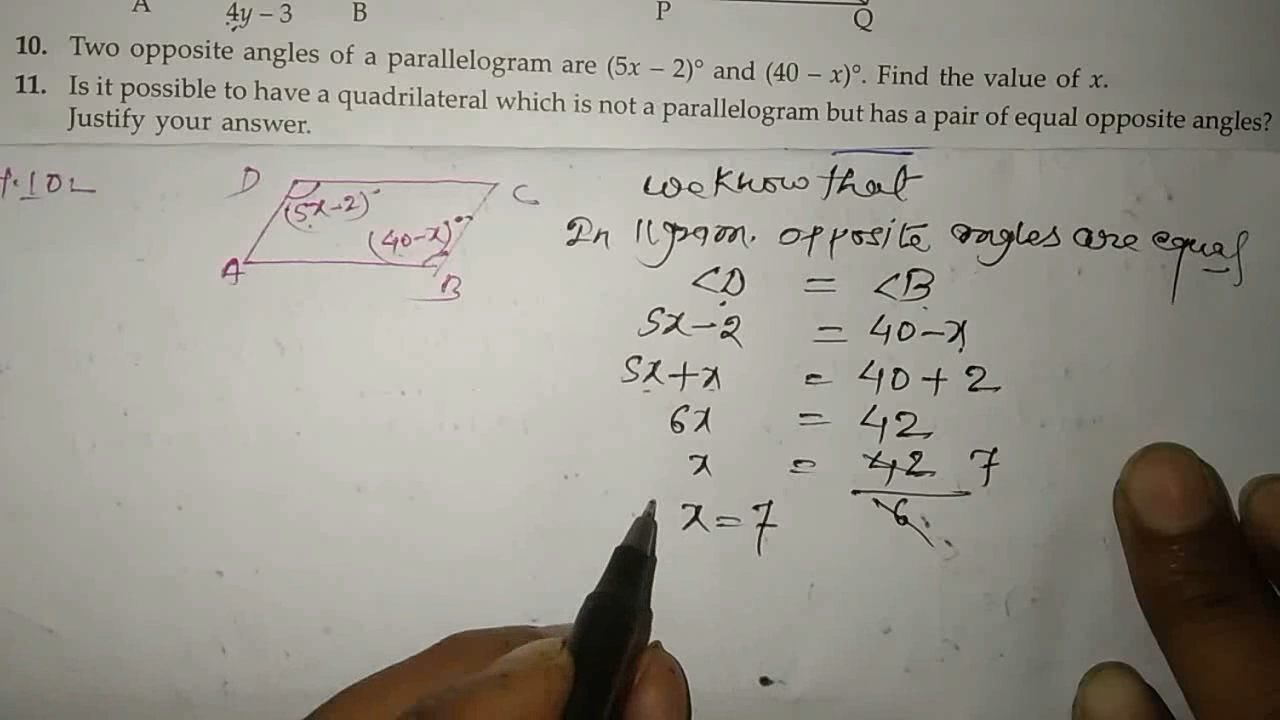 A 4y – 3 B P Q
10. Two opposite angles of a parallelogram are (5x – 2)° and (40 – x)°. Find the value of x.
11. Is it possible to have a quadrilateral which is not a parallelogram but has a pair of equal opposite angles?
Justify your answer.
D C
(5x-2)°
(40-x)°
A B
we know that
In ||gram. opposite angles are equal
<D = <B
5x-2 = 40-x
5x+x = 40+2
6x = 42
x = 42 7
6
x=7